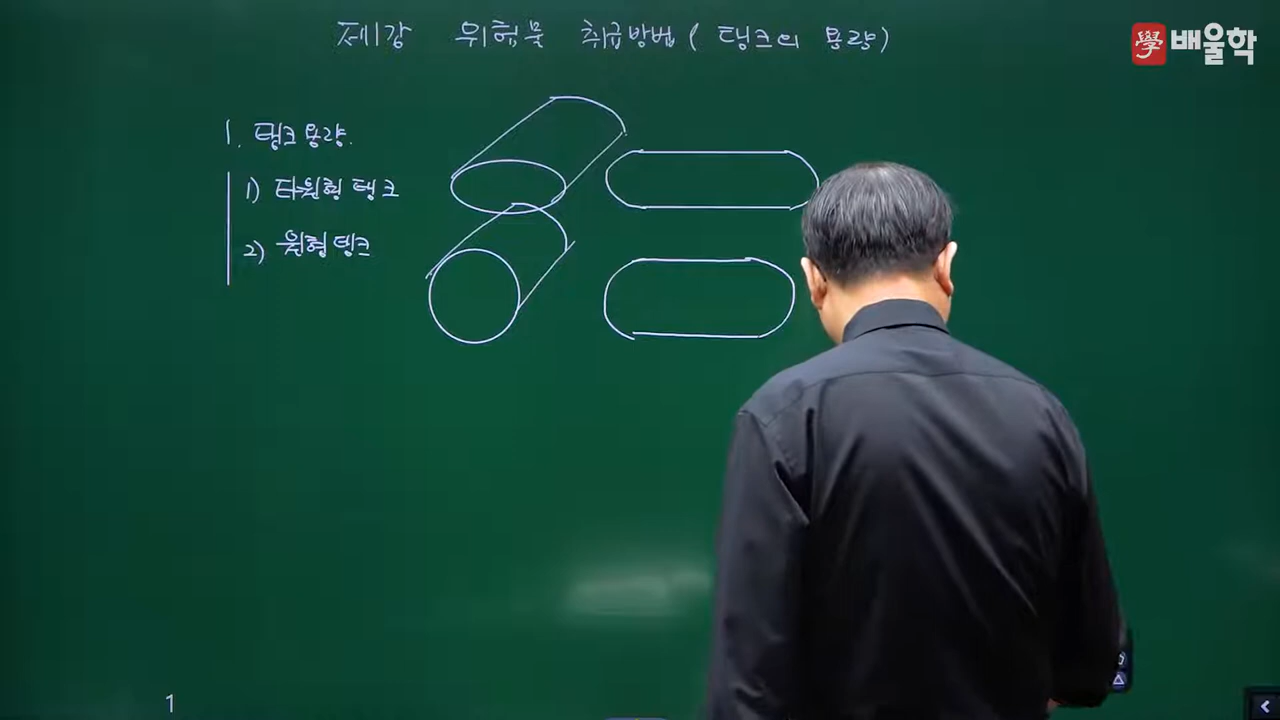 제1강 위험물 취급방법 ( 탱크의 용량 )
學 배울학
1. 탱크 용량.
1) 타원형 탱크
2) 원형 탱크
1